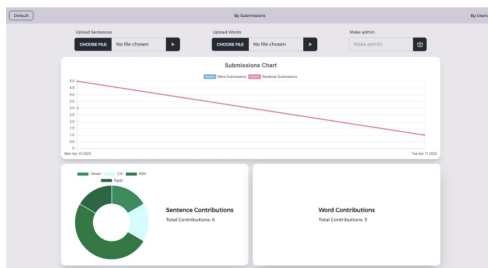 Default
By Submissions
By Users
Upload Sentences
Upload Words
Make admin
CHOOSE FILE No file chosen >
CHOOSE FILE No file chosen >
Make admin
Submissions Chart
Word Submissions
Sentence Submissions
5.0
4.5
4.0
3.5
3.0
2.5
2.0
1.5
1.0
0.5
0
Mon Apr 10 2023
Tue Apr 11 2023
Sentence Contributions
Total Contributions: 6
Word Contributions
Total Contributions: 5